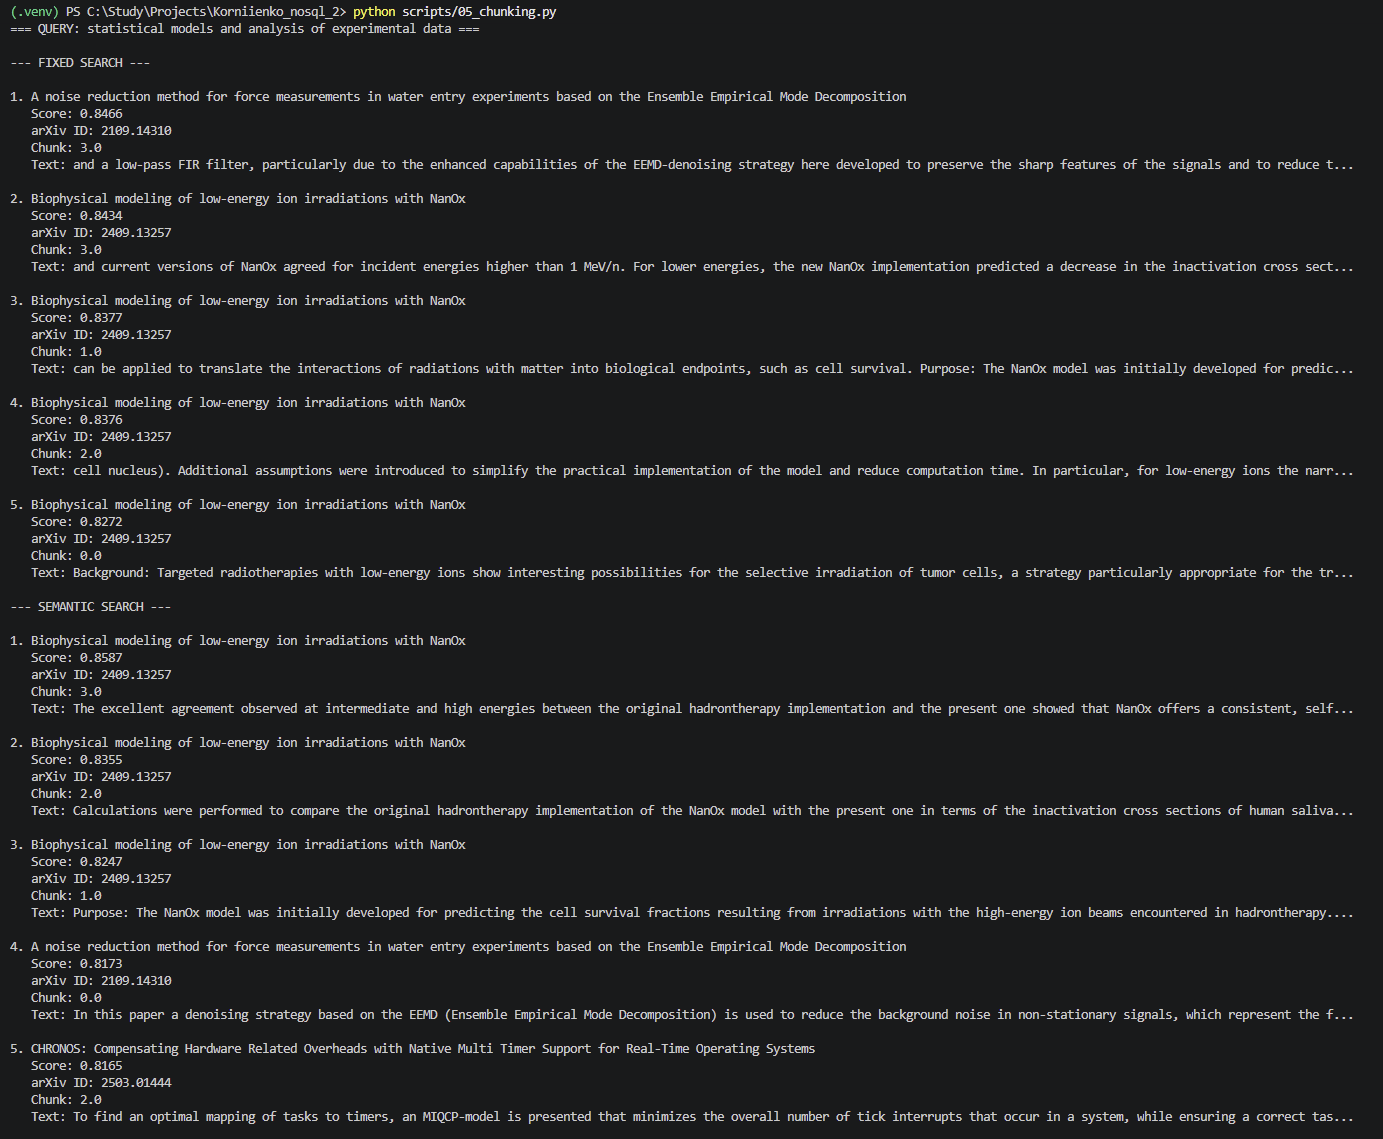 (.venv) PS C:\Study\Projects\Korniienko_nosql_2> python scripts/05_chunking.py
=== QUERY: statistical models and analysis of experimental data ===
--- FIXED SEARCH ---
1. A noise reduction method for force measurements in water entry experiments based on the Ensemble Empirical Mode Decomposition
Score: 0.8466
arXiv ID: 2109.14310
Chunk: 3.0
Text: and a low-pass FIR filter, particularly due to the enhanced capabilities of the EEMD-denoising strategy here developed to preserve the sharp features of the signals and to reduce t...
2. Biophysical modeling of low-energy ion irradiations with NanOx
Score: 0.8434
arXiv ID: 2409.13257
Chunk: 3.0
Text: and current versions of NanOx agreed for incident energies higher than 1 MeV/n. For lower energies, the new NanOx implementation predicted a decrease in the inactivation cross sect...
3. Biophysical modeling of low-energy ion irradiations with NanOx
Score: 0.8377
arXiv ID: 2409.13257
Chunk: 1.0
Text: can be applied to translate the interactions of radiations with matter into biological endpoints, such as cell survival. Purpose: The NanOx model was initially developed for predic...
4. Biophysical modeling of low-energy ion irradiations with NanOx
Score: 0.8376
arXiv ID: 2409.13257
Chunk: 2.0
Text: cell nucleus). Additional assumptions were introduced to simplify the practical implementation of the model and reduce computation time. In particular, for low-energy ions the narr...
5. Biophysical modeling of low-energy ion irradiations with NanOx
Score: 0.8272
arXiv ID: 2409.13257
Chunk: 0.0
Text: Background: Targeted radiotherapies with low-energy ions show interesting possibilities for the selective irradiation of tumor cells, a strategy particularly appropriate for the tr...
--- SEMANTIC SEARCH ---
1. Biophysical modeling of low-energy ion irradiations with NanOx
Score: 0.8587
arXiv ID: 2409.13257
Chunk: 3.0
Text: The excellent agreement observed at intermediate and high energies between the original hadrontherapy implementation and the present one showed that NanOx offers a consistent, self...
2. Biophysical modeling of low-energy ion irradiations with NanOx
Score: 0.8355
arXiv ID: 2409.13257
Chunk: 2.0
Text: Calculations were performed to compare the original hadrontherapy implementation of the NanOx model with the present one in terms of the inactivation cross sections of human saliva...
3. Biophysical modeling of low-energy ion irradiations with NanOx
Score: 0.8247
arXiv ID: 2409.13257
Chunk: 1.0
Text: Purpose: The NanOx model was initially developed for predicting the cell survival fractions resulting from irradiations with the high-energy ion beams encountered in hadrontherapy....
4. A noise reduction method for force measurements in water entry experiments based on the Ensemble Empirical Mode Decomposition
Score: 0.8173
arXiv ID: 2109.14310
Chunk: 0.0
Text: In this paper a denoising strategy based on the EEMD (Ensemble Empirical Mode Decomposition) is used to reduce the background noise in non-stationary signals, which represent the f...
5. CHRONOS: Compensating Hardware Related Overheads with Native Multi Timer Support for Real-Time Operating Systems
Score: 0.8165
arXiv ID: 2503.01444
Chunk: 2.0
Text: To find an optimal mapping of tasks to timers, an MIQCP-model is presented that minimizes the overall number of tick interrupts that occur in a system, while ensuring a correct tas...